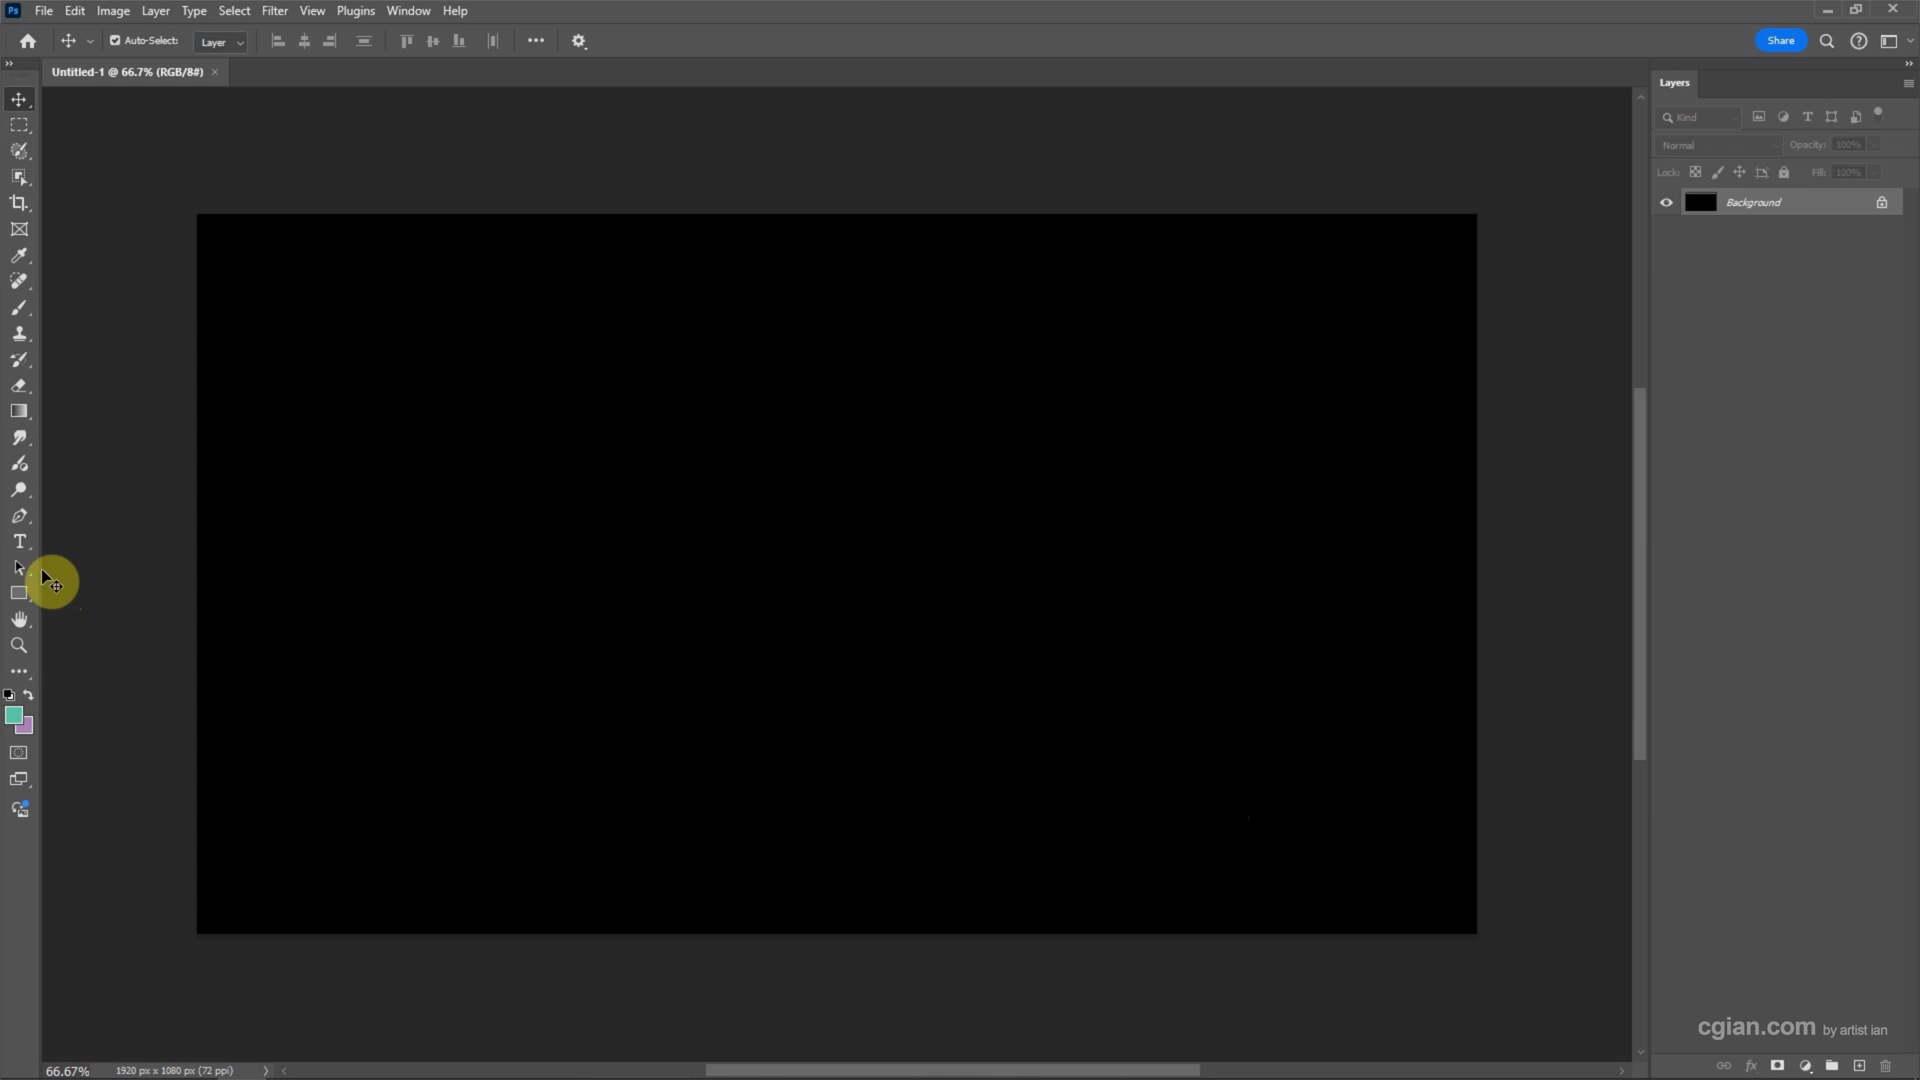 Ps File Edit Image Layer Type Select Filter View Plugins Window Help
Auto-Select: Layer Share
Untitled-1 @ 66.7% (RGB/8#)
Layers
Kind
Normal Opacity: 100%
Lock: Fill: 100%
Background
cgian.com by artist ian
66.67% 1920 px x 1080 px (72 ppi)